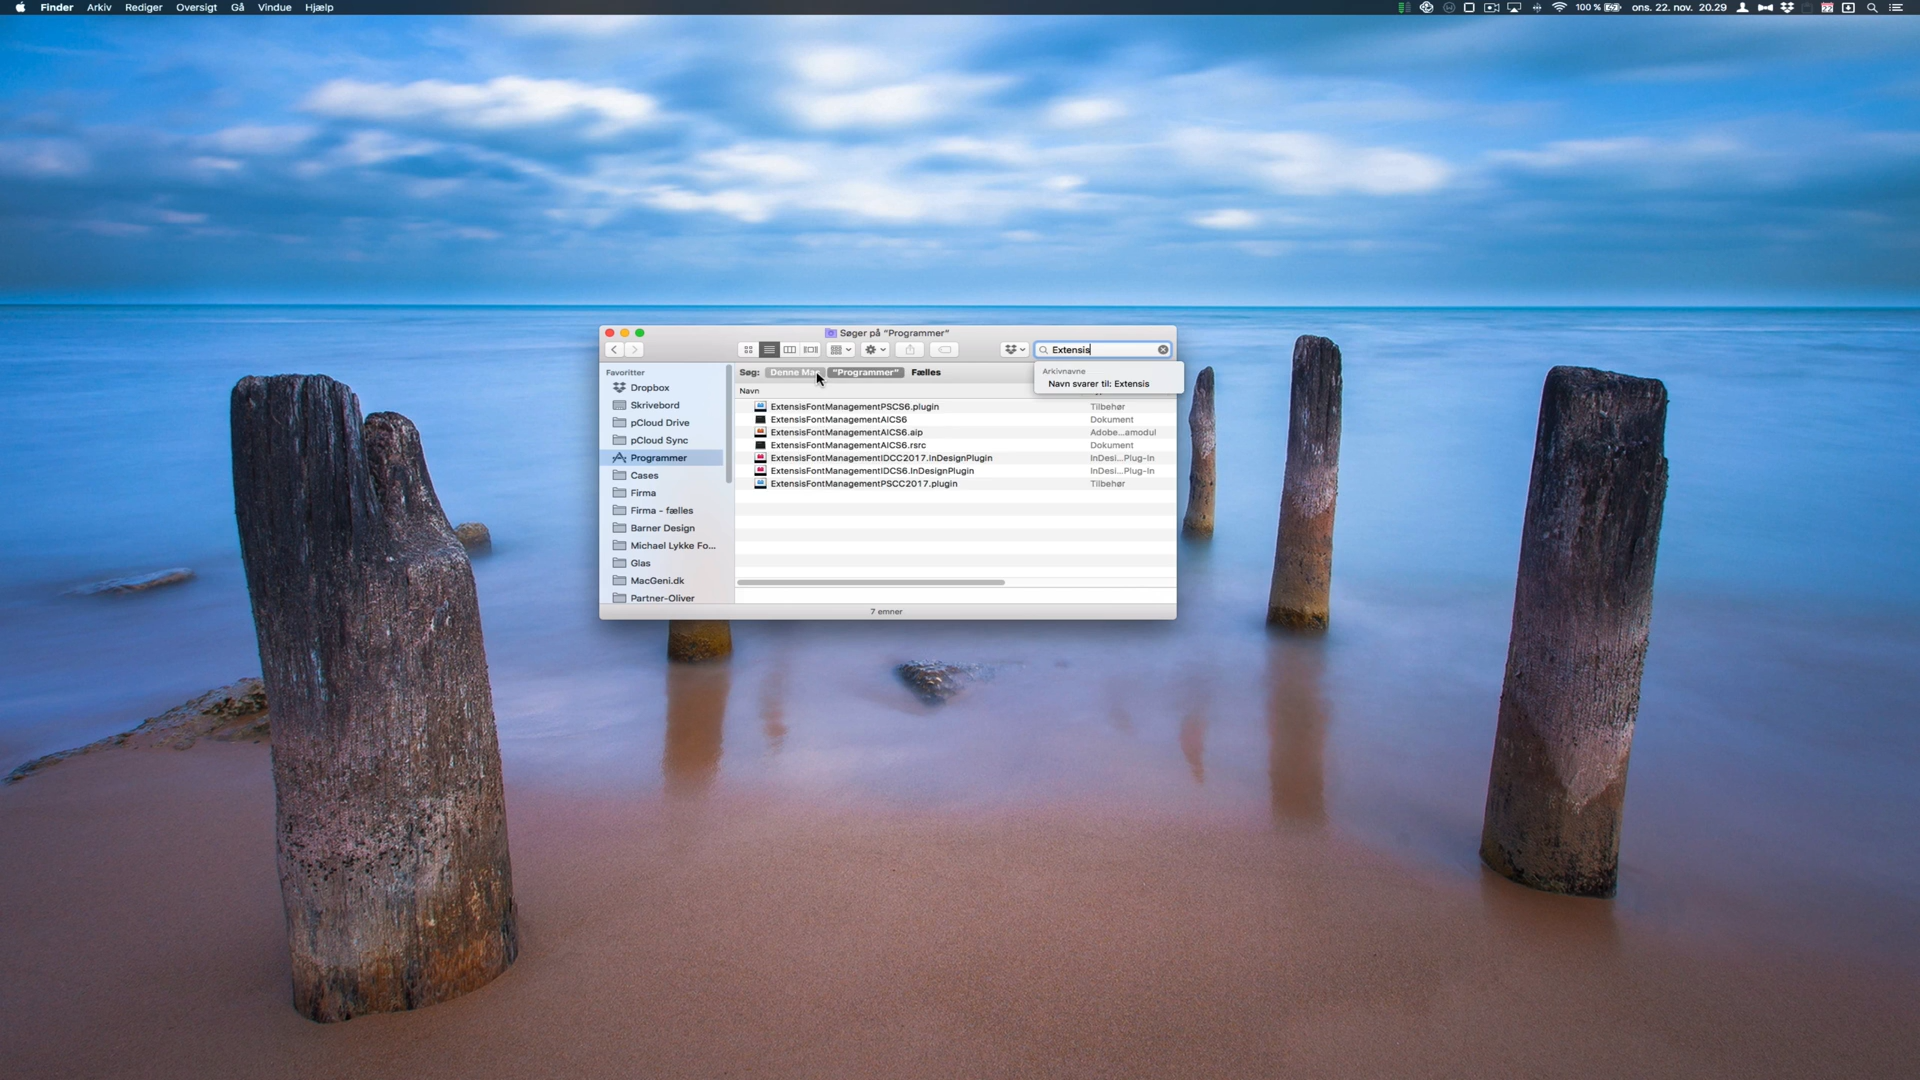 Finder Arkiv Rediger Oversigt Gå Vindue Hjælp 100 % ons. 22. nov. 20.29
Søger på “Programmer”
Extensis
Favoritter
Dropbox
Skrivebord
pCloud Drive
pCloud Sync
Programmer
Cases
Firma
Firma - fælles
Barner Design
Michael Lykke Fo...
Glas
MacGeni.dk
Partner-Oliver
Søg: Denne “Programmer” Fælles
Arkivnavne
Navn svarer til: Extensis
Navn
ExtensisFontManagementPSCS6.plugin Tilbehør
ExtensisFontManagementAICS6 Dokument
ExtensisFontManagementAICS6.aip Adobe...amodul
ExtensisFontManagementAICS6.rsrc Dokument
ExtensisFontManagementIDCC2017.InDesignPlugin InDesi...Plug-In
ExtensisFontManagementIDCS6.InDesignPlugin InDesi...Plug-In
ExtensisFontManagementPSCC2017.plugin Tilbehør
7 emner